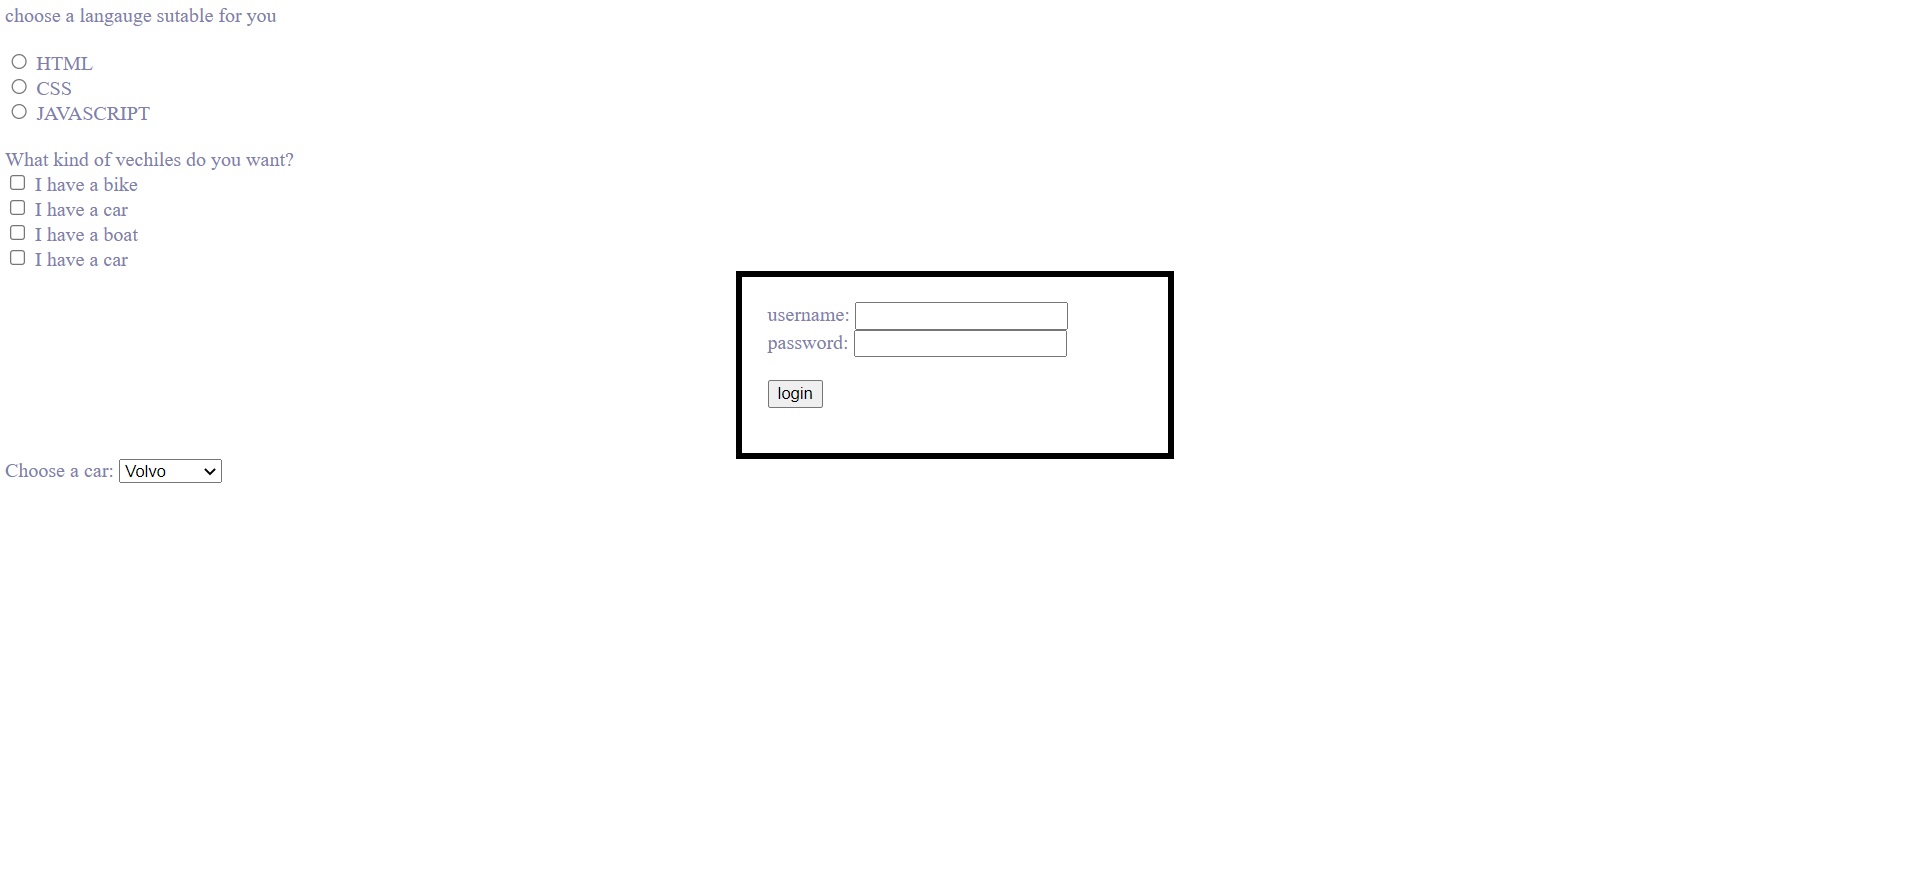 choose a langauge sutable for you
HTML
CSS
JAVASCRIPT
What kind of vechiles do you want?
I have a bike
I have a car
I have a boat
I have a car
username:
password:
login
Choose a car: Volvo